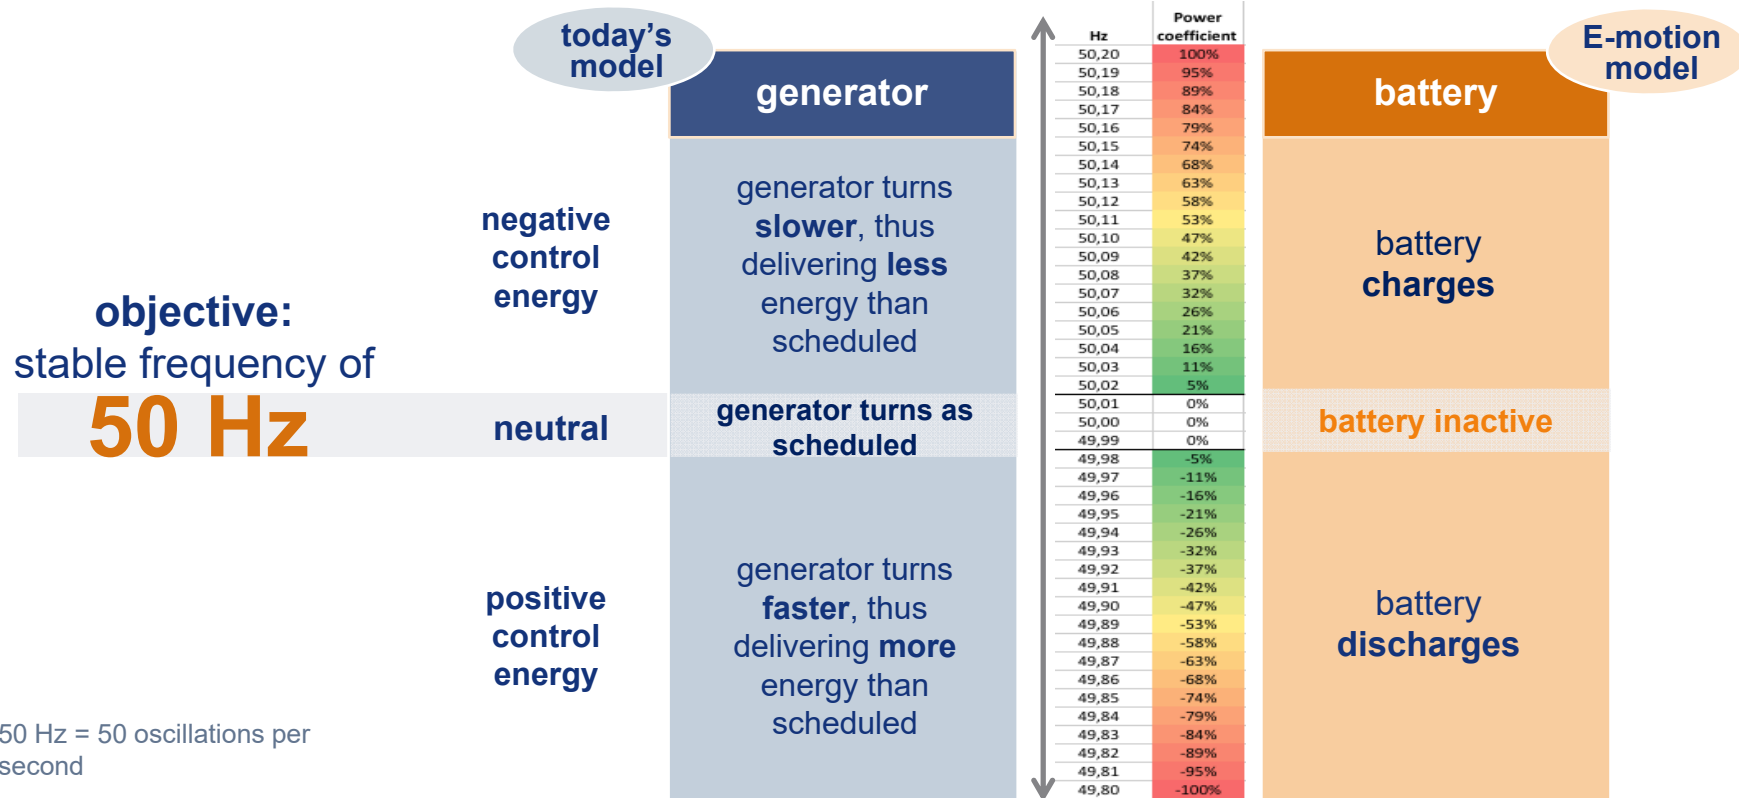 today's
model
generator
Power
Hz coefficient
50,20 100%
50,19 95%
50,18 89%
50,17 84%
50,16 79%
50,15 74%
50,14 68%
50,13 63%
50,12 58%
50,11 53%
50,10 47%
50,09 42%
50,08 37%
50,07 32%
50,06 26%
50,05 21%
50,04 16%
50,03 11%
50,02 5%
50,01 0%
50,00 0%
49,99 0%
49,98 -5%
49,97 -11%
49,96 -16%
49,95 -21%
49,94 -26%
49,93 -32%
49,92 -37%
49,91 -42%
49,90 -47%
49,89 -53%
49,88 -58%
49,87 -63%
49,86 -68%
49,85 -74%
49,84 -79%
49,83 -84%
49,82 -89%
49,81 -95%
49,80 -100%
E-motion
model
battery
negative
control
energy
generator turns
slower, thus
delivering less
energy than
scheduled
battery
charges
objective:
stable frequency of
50 Hz
neutral
generator turns as
scheduled
battery inactive
positive
control
energy
generator turns
faster, thus
delivering more
energy than
scheduled
battery
discharges
50 Hz = 50 oscillations per
second